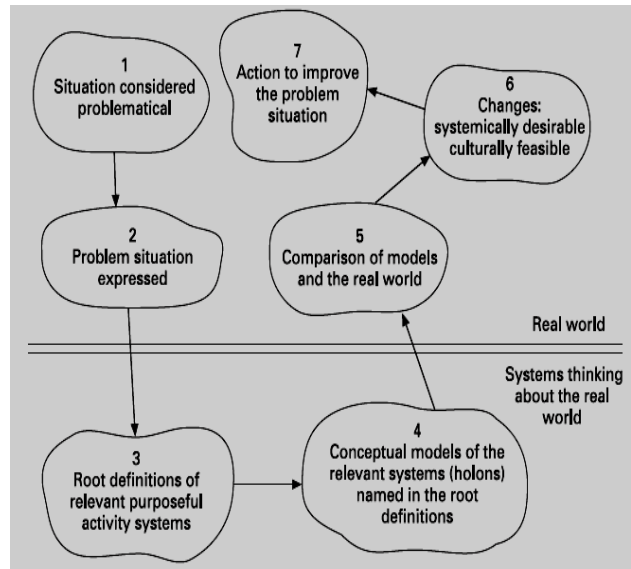 1
Situation considered
problematical
2
Problem situation
expressed
3
Root definitions of
relevant purposeful
activity systems
4
Conceptual models of the
relevant systems (holons)
named in the root
definitions
5
Comparison of models
and the real world
6
Changes:
systemically desirable
culturally feasible
7
Action to improve
the problem
situation
Real world
Systems thinking
about the real
world